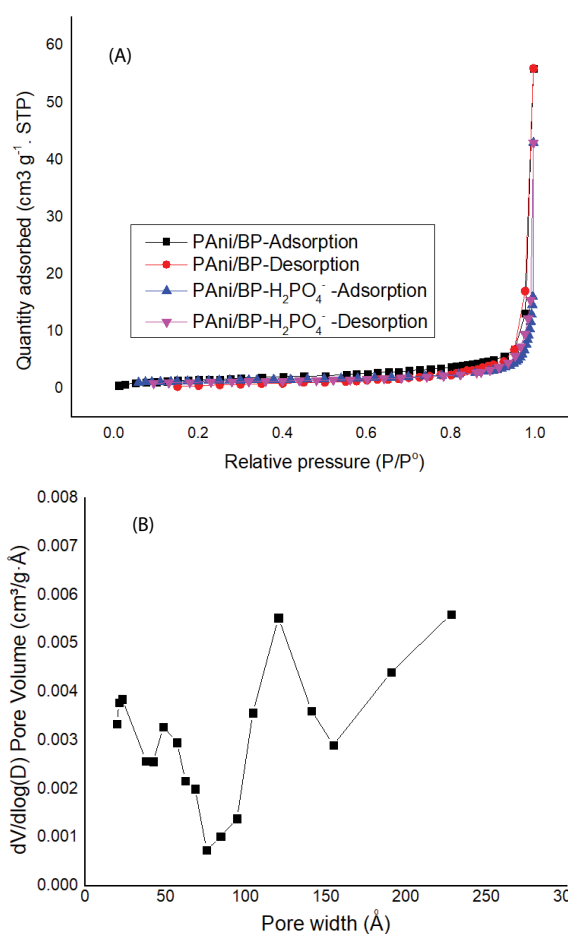 (A)
60
50
40
30
20
10
0
Quantity adsorbed (cm3 g⁻¹. STP)
PAni/BP-Adsorption
PAni/BP-Desorption
PAni/BP-H₂PO₄⁻ -Adsorption
PAni/BP-H₂PO₄⁻ -Desorption
0.0 0.2 0.4 0.6 0.8 1.0
Relative pressure (P/P°)
(B)
0.008
0.007
0.006
0.005
0.004
0.003
0.002
0.001
0.000
dV/dlog(D) Pore Volume (cm³/g·Å)
0 50 100 150 200 250 30
Pore width (Å)